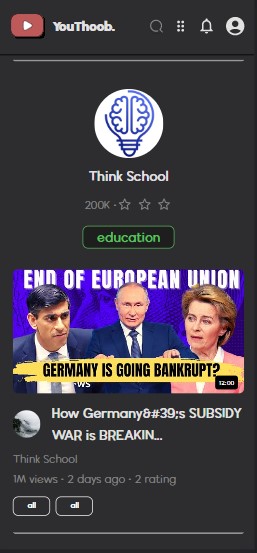 YouThoob.
Think School
200K ·
education
END OF EUROPEAN UNION
GERMANY IS GOING BANKRUPT?
WS
12:00
How Germany&#39;s SUBSIDY
WAR is BREAKIN...
Think School
1M views · 2 days ago · 2 rating
all all